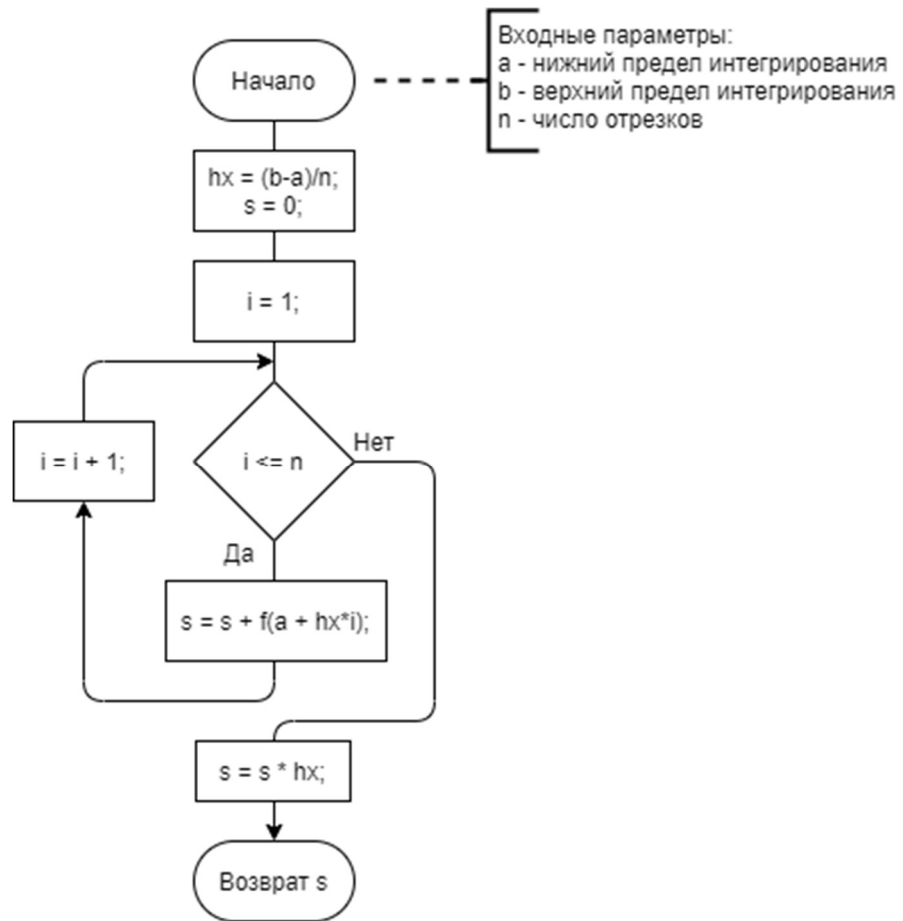 Начало
Входные параметры:
a - нижний предел интегрирования
b - верхний предел интегрирования
n - число отрезков
hx = (b-a)/n;
s = 0;
i = 1;
i = i + 1;
i <= n
Нет
Да
s = s + f(a + hx*i);
s = s * hx;
Возврат s